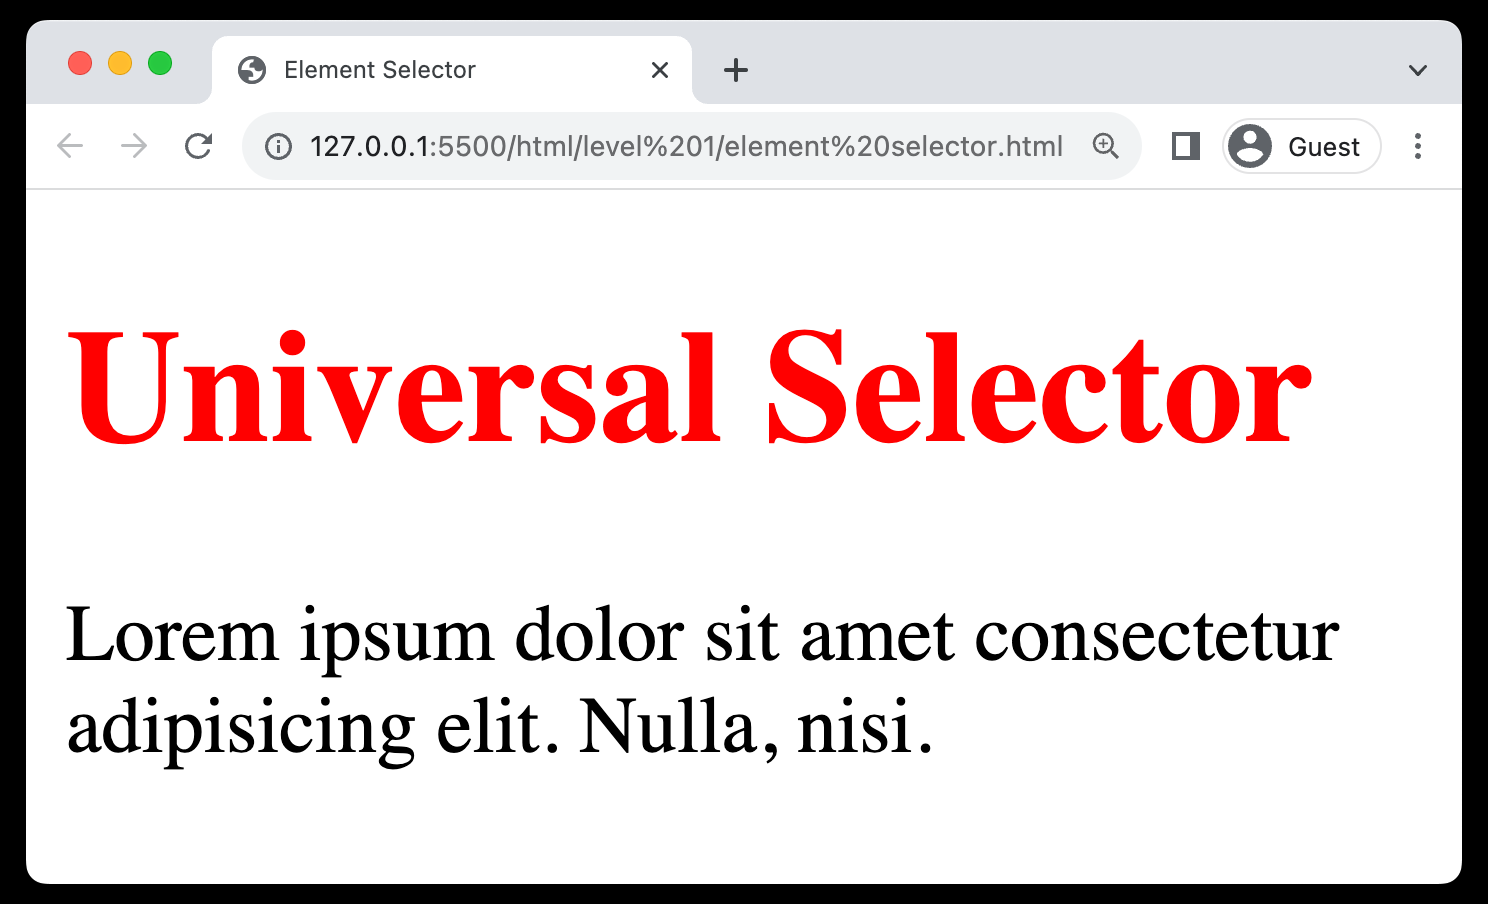 Element Selector
127.0.0.1:5500/html/level%201/element%20selector.html
Guest
Universal Selector
Lorem ipsum dolor sit amet consectetur
adipisicing elit. Nulla, nisi.